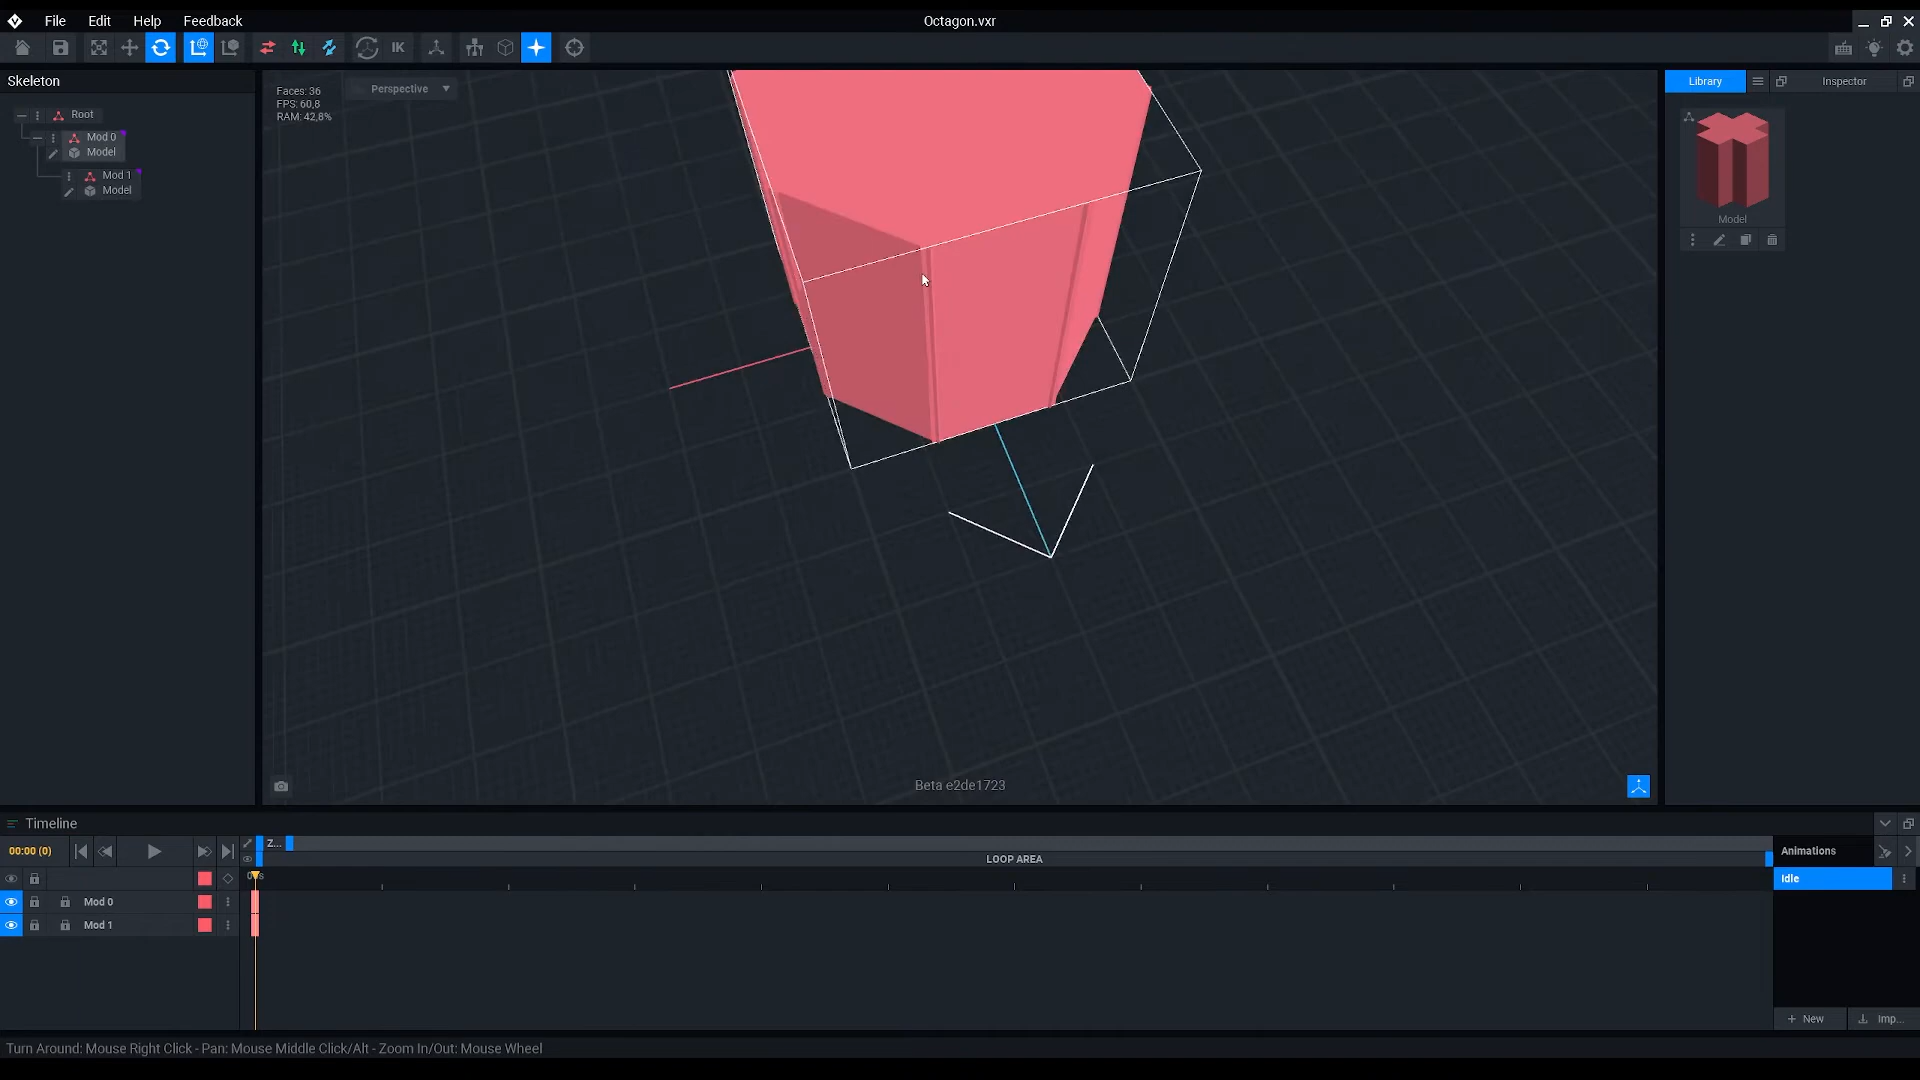 File Edit Help Feedback
Octagon.vxr
IK
Skeleton
Root
Mod 0
Model
Mod 1
Model
Faces: 36
FPS: 60,8
RAM: 42,8%
Perspective
Beta e2de1723
Library
Inspector
Model
Timeline
00:00 (0)
Z...
LOOP AREA
Mod 0
Mod 1
Animations
Idle
New
Imp...
Turn Around: Mouse Right Click - Pan: Mouse Middle Click/Alt - Zoom In/Out: Mouse Wheel